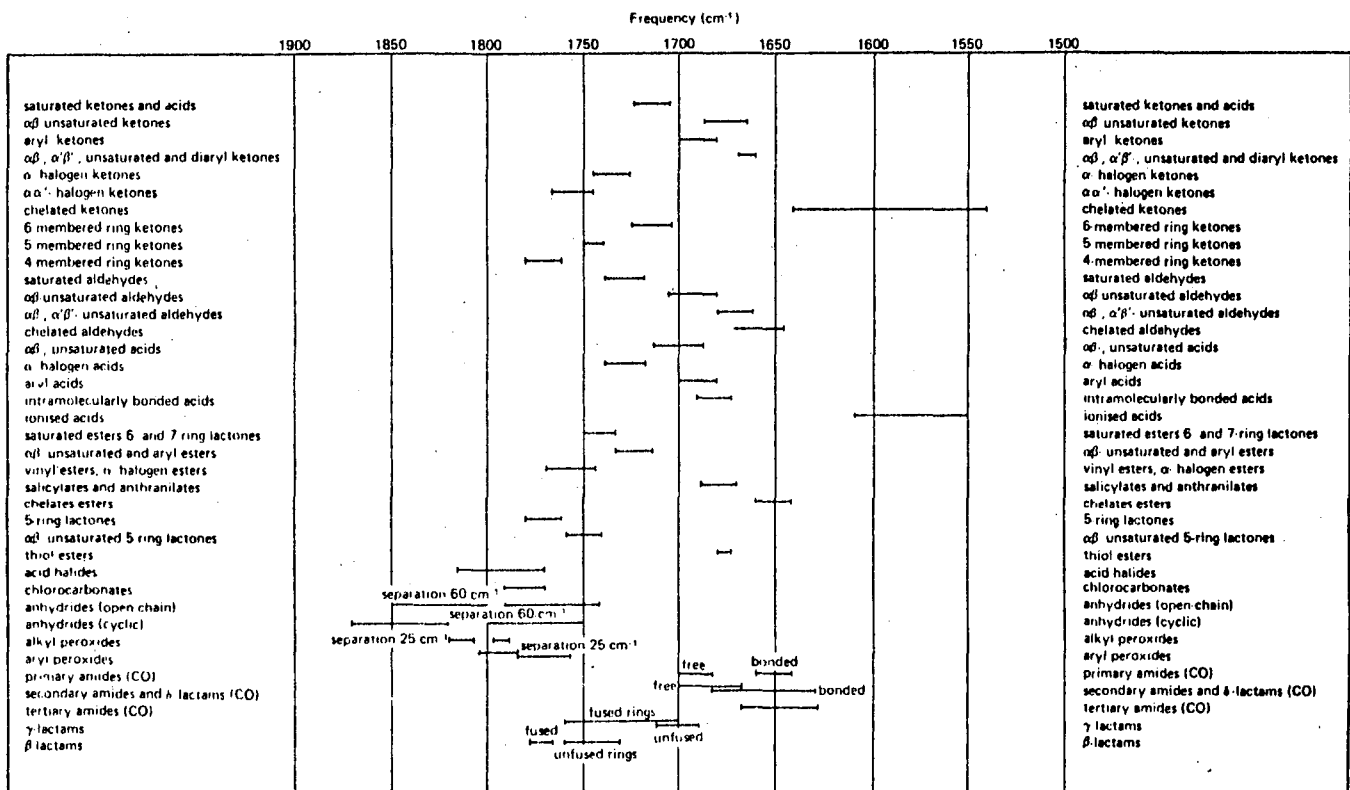 Frequency (cm⁻¹)
1900 1850 1800 1750 1700 1650 1600 1550 1500
saturated ketones and acids saturated ketones and acids
αβ unsaturated ketones αβ unsaturated ketones
aryl ketones aryl ketones
αβ, α'β', unsaturated and diaryl ketones αβ, α'β'·, unsaturated and diaryl ketones
α halogen ketones α· halogen ketones
αα'· halogen ketones αα'· halogen ketones
chelated ketones chelated ketones
6 membered ring ketones 6-membered ring ketones
5 membered ring ketones 5 membered ring ketones
4 membered ring ketones 4-membered ring ketones
saturated aldehydes saturated aldehydes
αβ unsaturated aldehydes αβ unsaturated aldehydes
αβ, α'β'· unsaturated aldehydes αβ, α'β'· unsaturated aldehydes
chelated aldehydes chelated aldehydes
αβ, unsaturated acids αβ·, unsaturated acids
α halogen acids α· halogen acids
aryl acids aryl acids
intramolecularly bonded acids intramolecularly bonded acids
ionised acids ionised acids
saturated esters 6 and 7 ring lactones saturated esters 6 and 7-ring lactones
αβ unsaturated and aryl esters αβ· unsaturated and aryl esters
vinyl esters, α halogen esters vinyl esters, α· halogen esters
salicylates and anthranilates salicylates and anthranilates
chelates esters chelates esters
5-ring lactones 5-ring lactones
αβ unsaturated 5 ring lactones αβ unsaturated 5-ring lactones
thiol esters thiol esters
acid halides acid halides
chlorocarbonates chlorocarbonates
separation 60 cm⁻¹
anhydrides (open chain) anhydrides (open-chain)
separation 60 cm⁻¹
anhydrides (cyclic) anhydrides (cyclic)
alkyl peroxides separation 25 cm⁻¹ separation 25 cm⁻¹ alkyl peroxides
aryl peroxides aryl peroxides
free bonded
primary amides (CO) primary amides (CO)
secondary amides and δ lactams (CO) free bonded secondary amides and δ-lactams (CO)
tertiary amides (CO) tertiary amides (CO)
fused rings
γ-lactams fused unfused γ lactams
β lactams unfused rings β-lactams